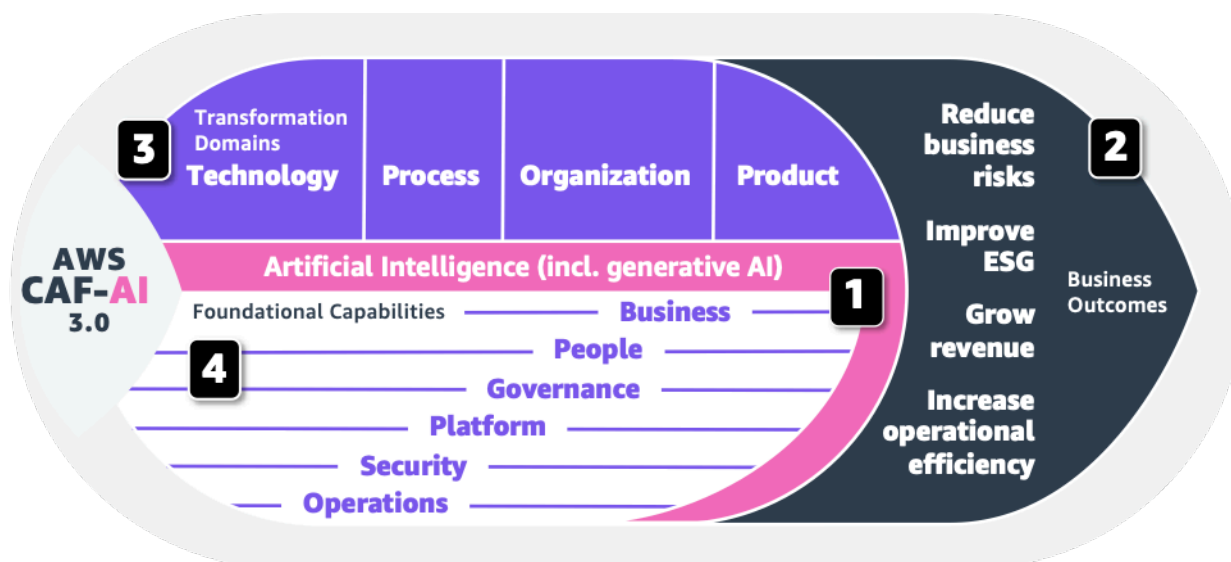 AWS
CAF-AI
3.0
3
Transformation
Domains
Technology
Process
Organization
Product
Artificial Intelligence (incl. generative AI)
1
Foundational Capabilities
Business
4
People
Governance
Platform
Security
Operations
Reduce
business
risks
Improve
ESG
Grow
revenue
Increase
operational
efficiency
2
Business
Outcomes